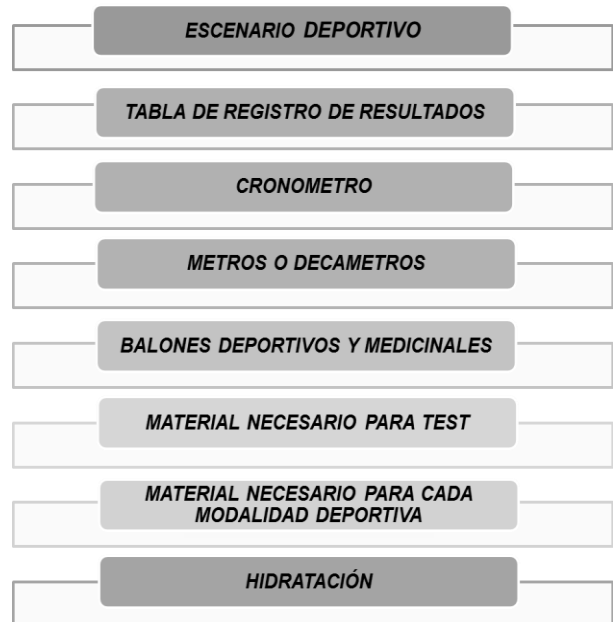 ESCENARIO DEPORTIVO
TABLA DE REGISTRO DE RESULTADOS
CRONOMETRO
METROS O DECAMETROS
BALONES DEPORTIVOS Y MEDICINALES
MATERIAL NECESARIO PARA TEST
MATERIAL NECESARIO PARA CADA
MODALIDAD DEPORTIVA
HIDRATACIÓN